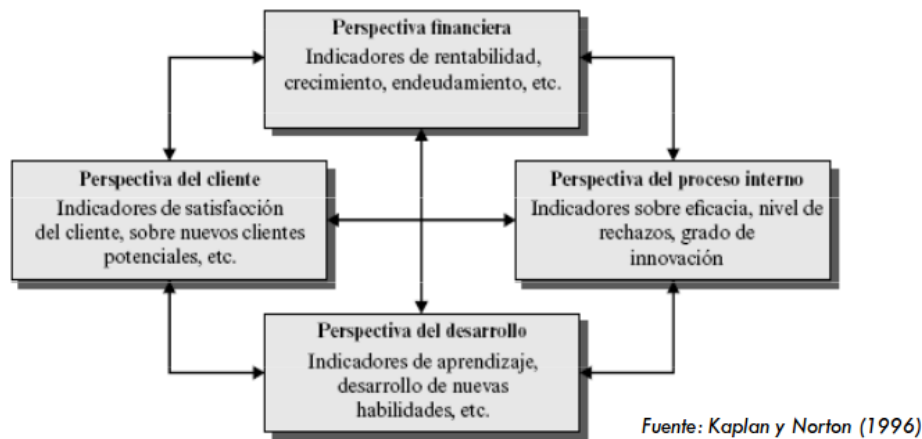 Perspectiva financiera
Indicadores de rentabilidad,
crecimiento, endeudamiento, etc.
Perspectiva del cliente
Indicadores de satisfacción
del cliente, sobre nuevos clientes
potenciales, etc.
Perspectiva del proceso interno
Indicadores sobre eficacia, nivel de
rechazos, grado de
innovación
Perspectiva del desarrollo
Indicadores de aprendizaje,
desarrollo de nuevas
habilidades, etc.
Fuente: Kaplan y Norton (1996)